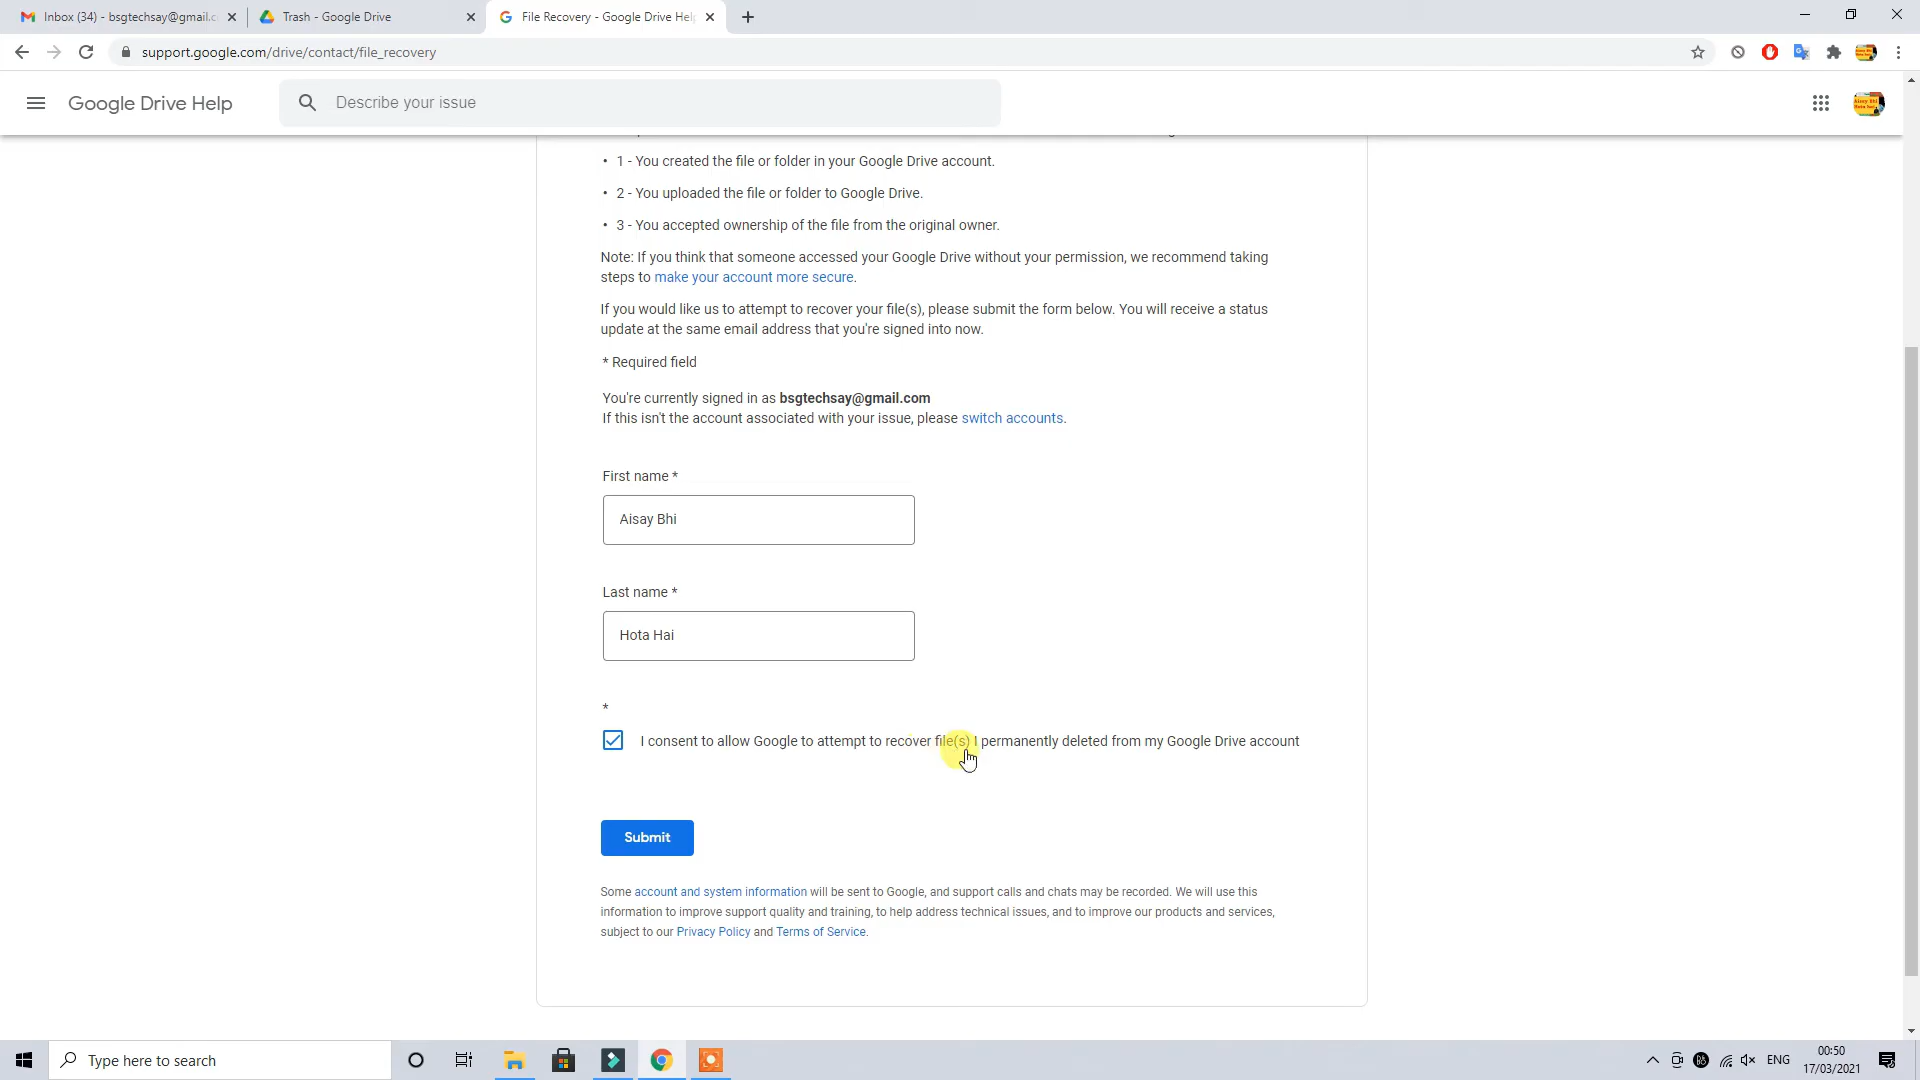 Inbox (34) - bsgtechsay@gmail.c
Trash - Google Drive
File Recovery - Google Drive Hel
support.google.com/drive/contact/file_recovery
Google Drive Help
Describe your issue
• 1 - You created the file or folder in your Google Drive account.
• 2 - You uploaded the file or folder to Google Drive.
• 3 - You accepted ownership of the file from the original owner.
Note: If you think that someone accessed your Google Drive without your permission, we recommend taking
steps to make your account more secure.
If you would like us to attempt to recover your file(s), please submit the form below. You will receive a status
update at the same email address that you're signed into now.
* Required field
You're currently signed in as bsgtechsay@gmail.com
If this isn't the account associated with your issue, please switch accounts.
First name *
Aisay Bhi
Last name *
Hota Hai
*
I consent to allow Google to attempt to recover file(s) I permanently deleted from my Google Drive account
Submit
Some account and system information will be sent to Google, and support calls and chats may be recorded. We will use this
information to improve support quality and training, to help address technical issues, and to improve our products and services,
subject to our Privacy Policy and Terms of Service.
Type here to search
ENG
00:50
17/03/2021